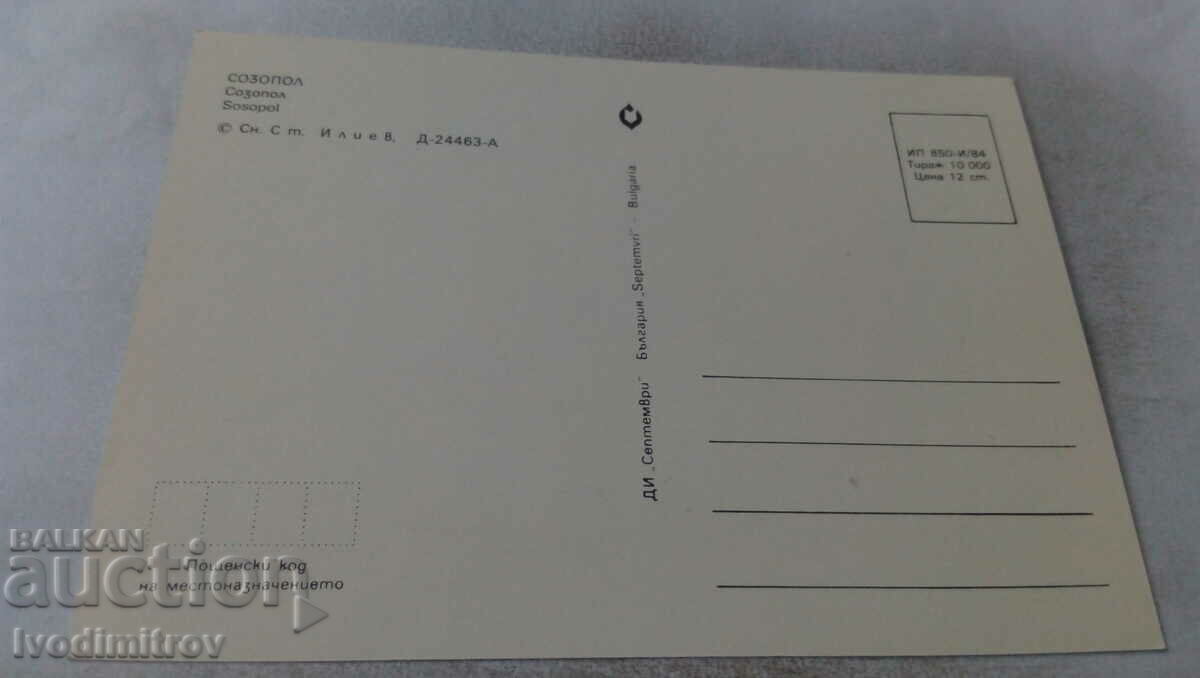 СОЗОПОЛ
Созопол
Sosopol
© Сн. Ст. Илиев, Д-24463-А
ИП 850-И/84
Тираж 10 000
Цена 12 ст.
ДИ „Септември" България „Septemvri" - Bulgaria
Пощенски код
на местоназначението
BALKAN
auction
Ivodimitrov